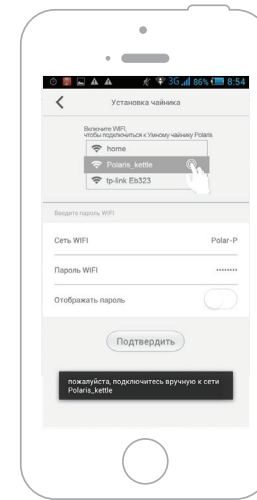 3G 86% 8:54
Установка чайника
Включите WIFI,
чтобы подключиться к Умному чайнику Polaris
home
Polaris_kettle
tp-link Eb323
Введите пароль WIFI
Сеть WIFI Polar-P
Пароль WIFI ········
Отображать пароль
Подтвердить
пожалуйста, подключитесь вручную к сети
Polaris_kettle